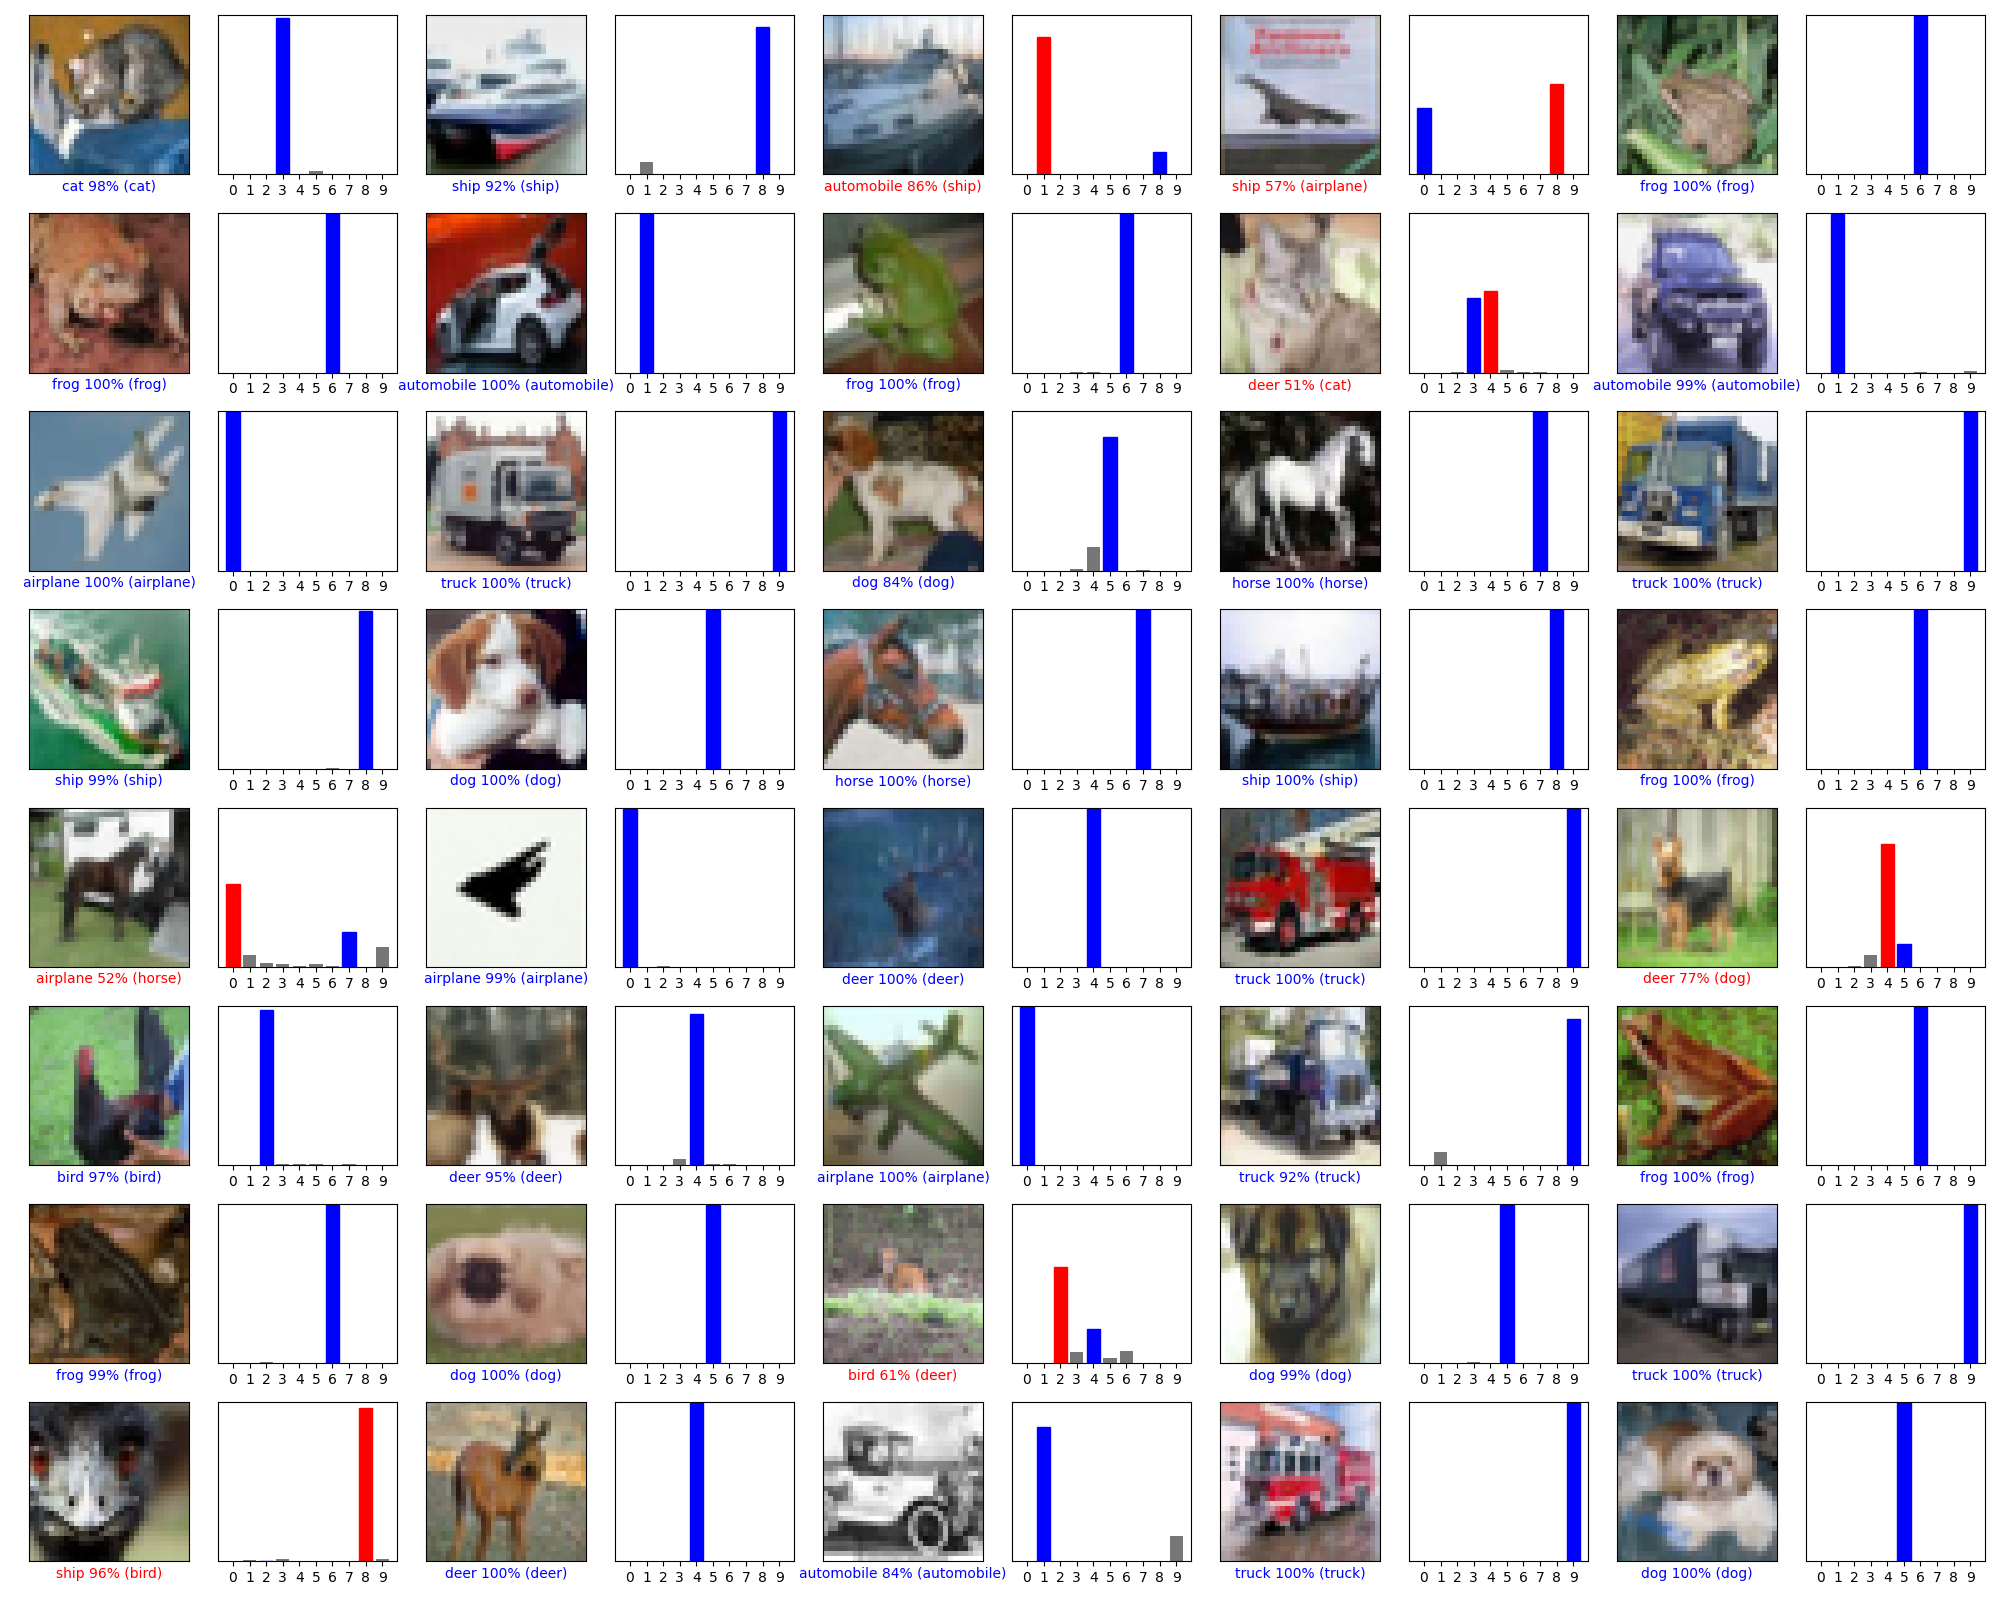 cat 98% (cat)
0 1 2 3 4 5 6 7 8 9
ship 92% (ship)
0 1 2 3 4 5 6 7 8 9
automobile 86% (ship)
0 1 2 3 4 5 6 7 8 9
ship 57% (airplane)
0 1 2 3 4 5 6 7 8 9
frog 100% (frog)
0 1 2 3 4 5 6 7 8 9
frog 100% (frog)
0 1 2 3 4 5 6 7 8 9
automobile 100% (automobile)
0 1 2 3 4 5 6 7 8 9
frog 100% (frog)
0 1 2 3 4 5 6 7 8 9
deer 51% (cat)
0 1 2 3 4 5 6 7 8 9
automobile 99% (automobile)
0 1 2 3 4 5 6 7 8 9
airplane 100% (airplane)
0 1 2 3 4 5 6 7 8 9
truck 100% (truck)
0 1 2 3 4 5 6 7 8 9
dog 84% (dog)
0 1 2 3 4 5 6 7 8 9
horse 100% (horse)
0 1 2 3 4 5 6 7 8 9
truck 100% (truck)
0 1 2 3 4 5 6 7 8 9
ship 99% (ship)
0 1 2 3 4 5 6 7 8 9
dog 100% (dog)
0 1 2 3 4 5 6 7 8 9
horse 100% (horse)
0 1 2 3 4 5 6 7 8 9
ship 100% (ship)
0 1 2 3 4 5 6 7 8 9
frog 100% (frog)
0 1 2 3 4 5 6 7 8 9
airplane 52% (horse)
0 1 2 3 4 5 6 7 8 9
airplane 99% (airplane)
0 1 2 3 4 5 6 7 8 9
deer 100% (deer)
0 1 2 3 4 5 6 7 8 9
truck 100% (truck)
0 1 2 3 4 5 6 7 8 9
deer 77% (dog)
0 1 2 3 4 5 6 7 8 9
bird 97% (bird)
0 1 2 3 4 5 6 7 8 9
deer 95% (deer)
0 1 2 3 4 5 6 7 8 9
airplane 100% (airplane)
0 1 2 3 4 5 6 7 8 9
truck 92% (truck)
0 1 2 3 4 5 6 7 8 9
frog 100% (frog)
0 1 2 3 4 5 6 7 8 9
frog 99% (frog)
0 1 2 3 4 5 6 7 8 9
dog 100% (dog)
0 1 2 3 4 5 6 7 8 9
bird 61% (deer)
0 1 2 3 4 5 6 7 8 9
dog 99% (dog)
0 1 2 3 4 5 6 7 8 9
truck 100% (truck)
0 1 2 3 4 5 6 7 8 9
ship 96% (bird)
0 1 2 3 4 5 6 7 8 9
deer 100% (deer)
0 1 2 3 4 5 6 7 8 9
automobile 84% (automobile)
0 1 2 3 4 5 6 7 8 9
truck 100% (truck)
0 1 2 3 4 5 6 7 8 9
dog 100% (dog)
0 1 2 3 4 5 6 7 8 9